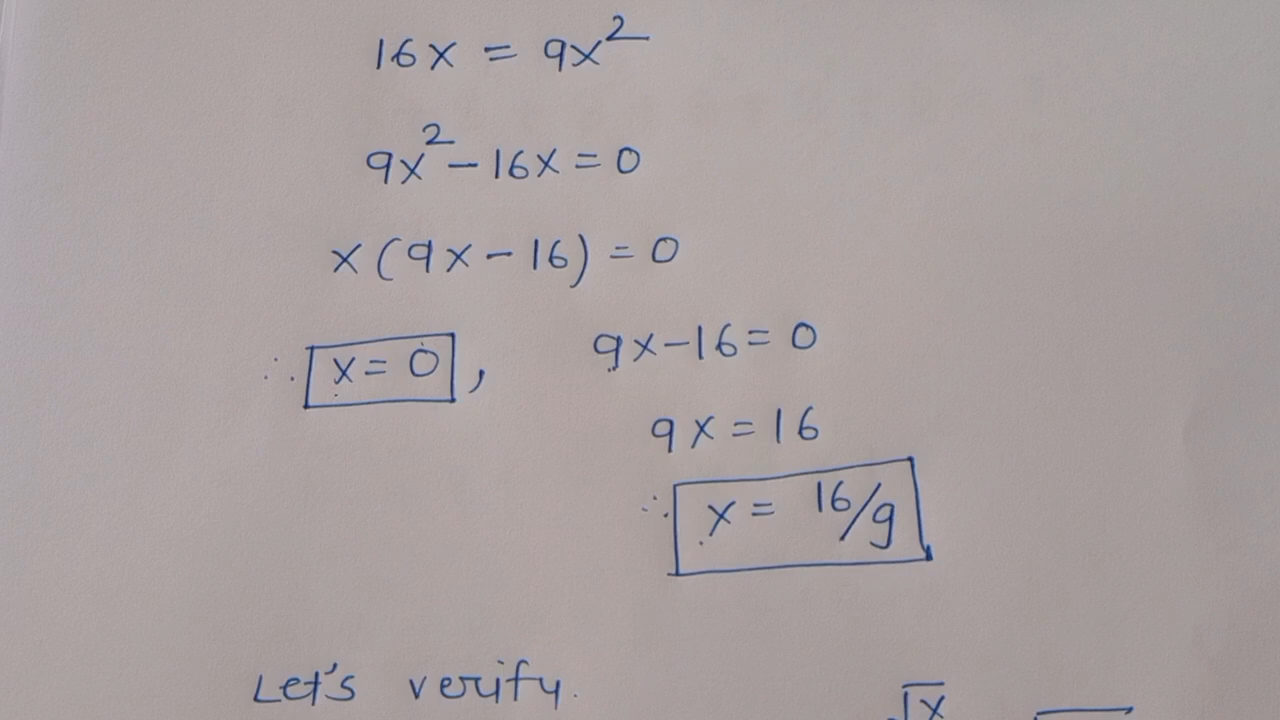 16x = 9x²
9x² - 16x = 0
x(9x - 16) = 0
∴ x = 0, 9x - 16 = 0
9x = 16
∴ x = 16/9
Let's verify.
√x